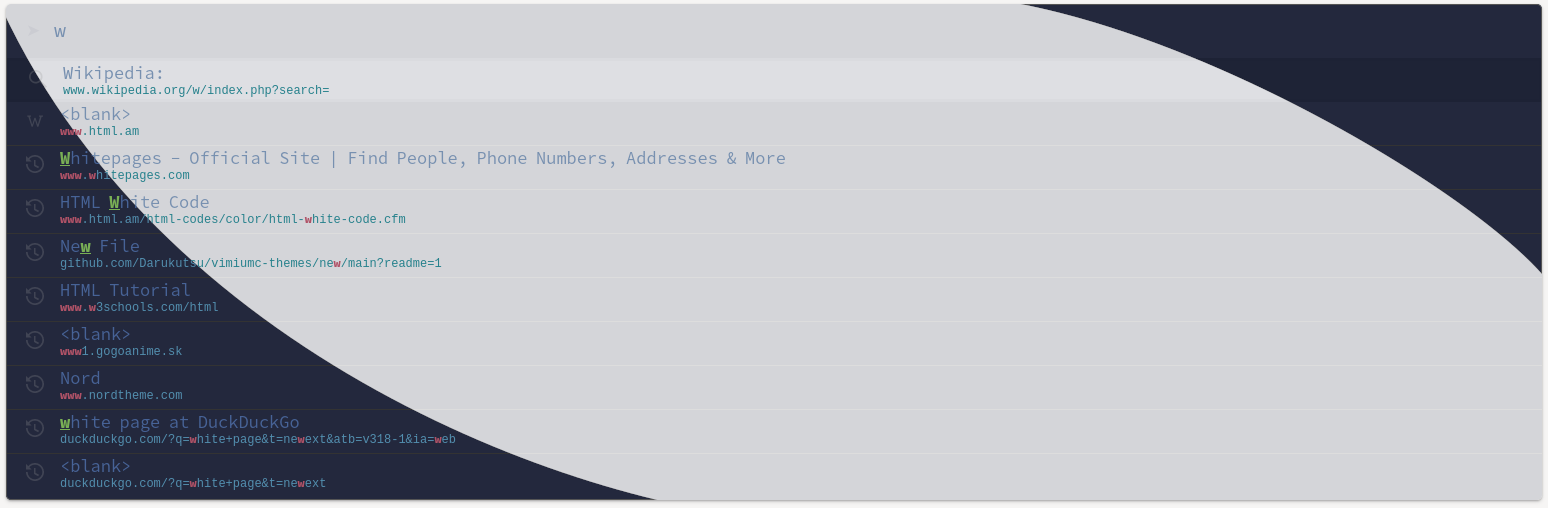 w
Wikipedia:
www.wikipedia.org/w/index.php?search=
W
<blank>
www.html.am
Whitepages - Official Site | Find People, Phone Numbers, Addresses & More
www.whitepages.com
HTML White Code
www.html.am/html-codes/color/html-white-code.cfm
New File
github.com/Darukutsu/vimiumc-themes/new/main?readme=1
HTML Tutorial
www.w3schools.com/html
<blank>
www1.gogoanime.sk
Nord
www.nordtheme.com
white page at DuckDuckGo
duckduckgo.com/?q=white+page&t=newext&atb=v318-1&ia=web
<blank>
duckduckgo.com/?q=white+page&t=newext